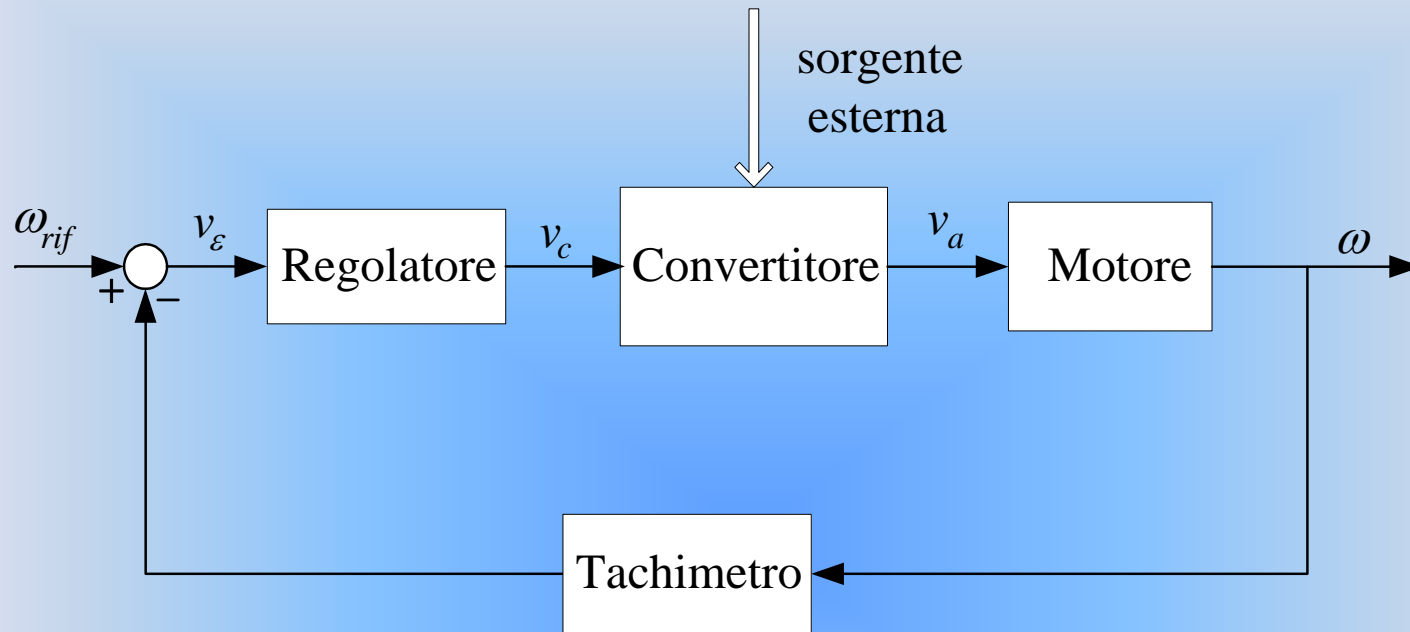 sorgente
esterna
ω_rif
v_ε
v_c
v_a
ω
Regolatore
Convertitore
Motore
+
−
Tachimetro